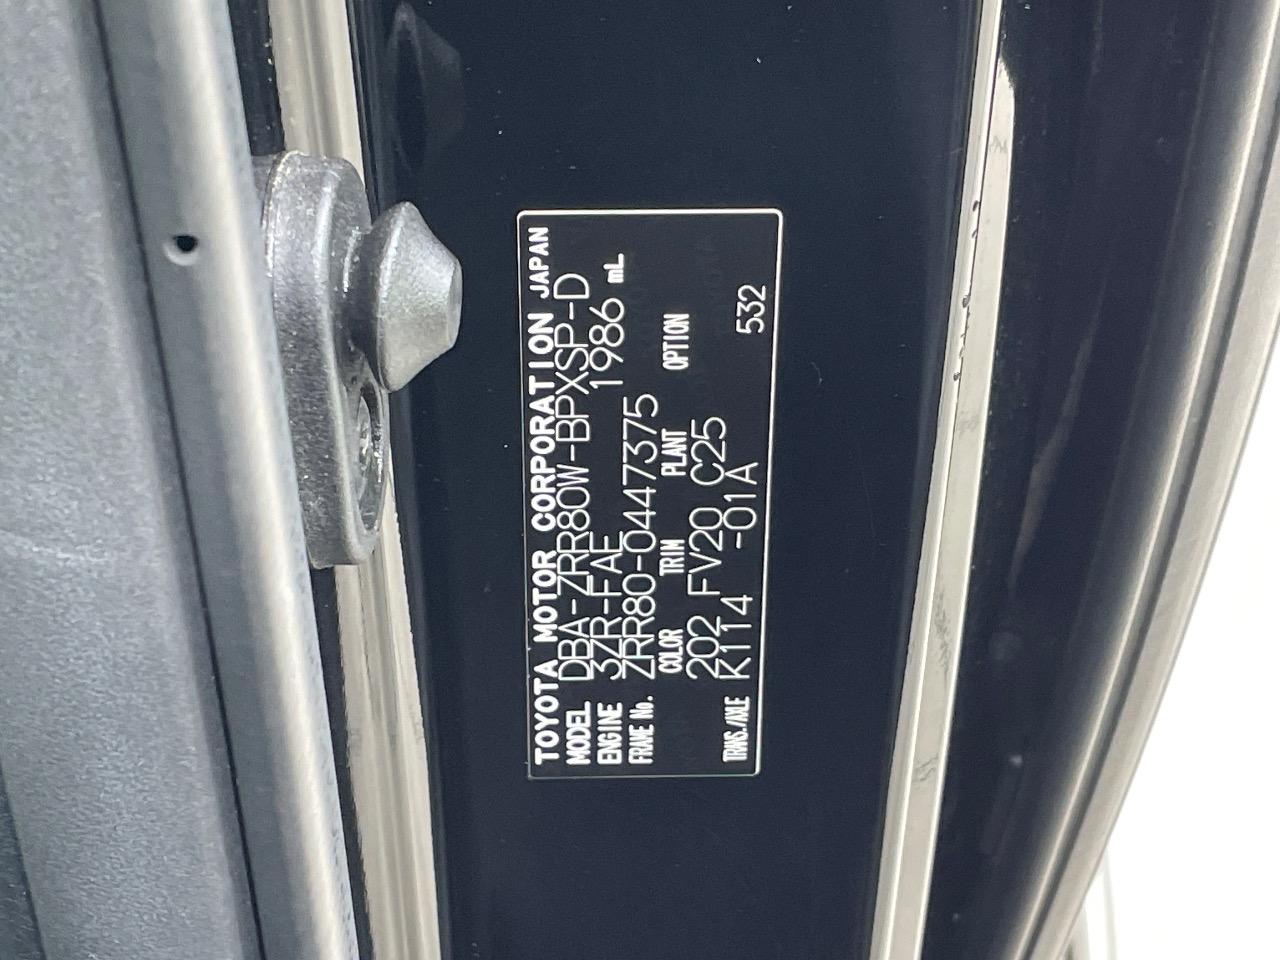 TOYOTA MOTOR CORPORATION JAPAN
MODEL DBA-ZRR80W-BPXSP-D
ENGINE 3ZR-FAE 1986 mL
FRAME No. ZRR80-0447375
COLOR TRIM PLANT OPTION
202 FV20 C25
TRANS./AXLE K114 -01A 532